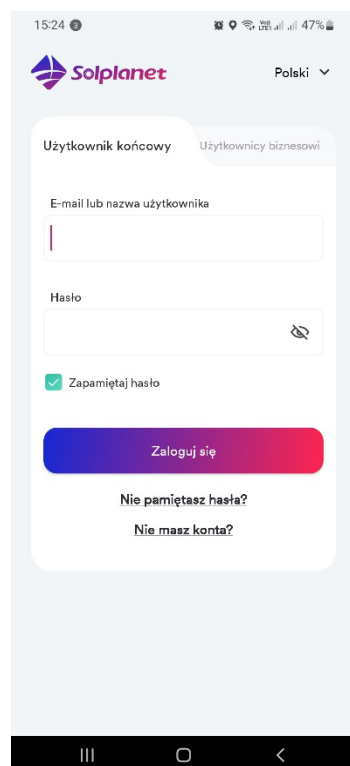 15:24 3 47%
Solplanet
Polski
Użytkownik końcowy Użytkownicy biznesowi
E-mail lub nazwa użytkownika
Hasło
Zapamiętaj hasło
Zaloguj się
Nie pamiętasz hasła?
Nie masz konta?